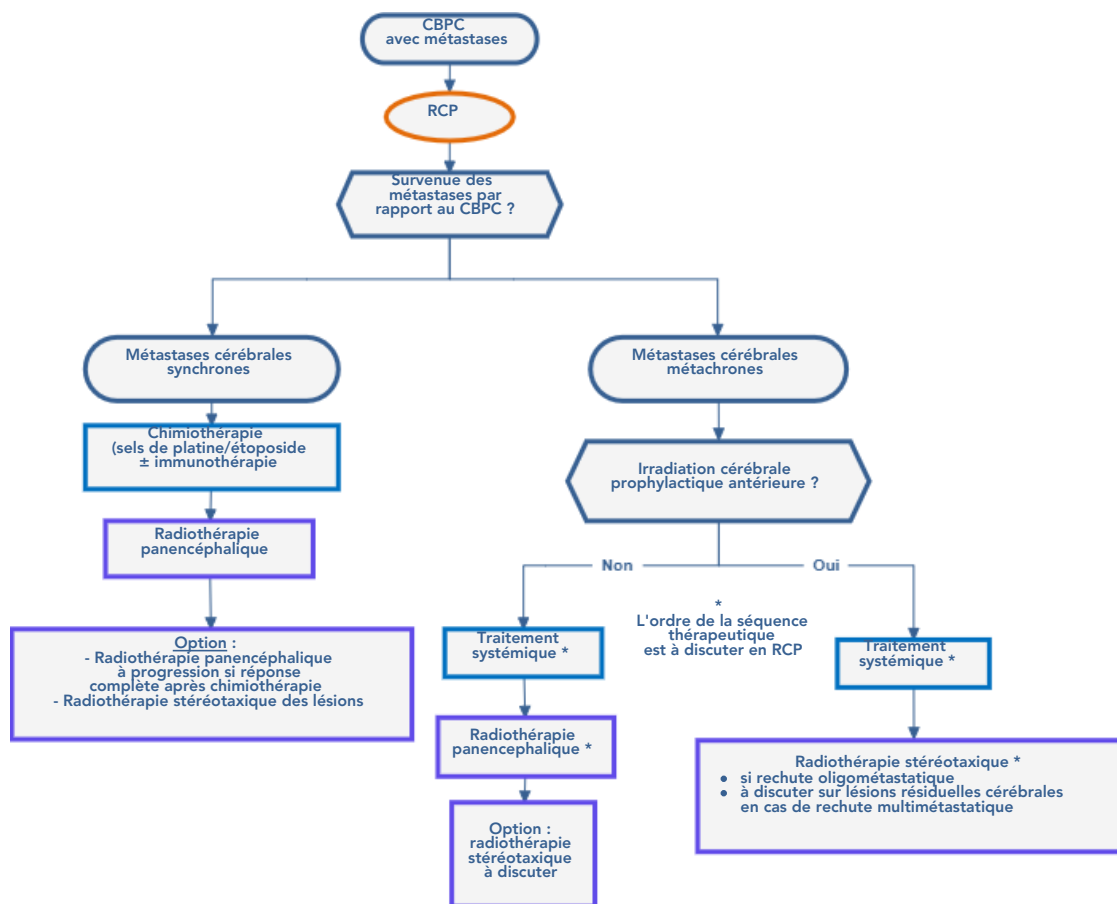 CBPC
avec métastases
RCP
Survenue des
métastases par
rapport au CBPC ?
Métastases cérébrales
synchrones
Métastases cérébrales
métachrones
Chimiothérapie
(sels de platine/étoposide
± immunothérapie
Irradiation cérébrale
prophylactique antérieure ?
Radiothérapie
panencéphalique
Non
Oui
Option :
- Radiothérapie panencéphalique
à progression si réponse
complète après chimiothérapie
- Radiothérapie stéréotaxique des lésions
Traitement
systémique *
*
L'ordre de la séquence
thérapeutique
est à discuter en RCP
Traitement
systémique *
Radiothérapie
panencephalique *
Radiothérapie stéréotaxique *
• si rechute oligométastatique
• à discuter sur lésions résiduelles cérébrales
en cas de rechute multimétastatique
Option :
radiothérapie
stéréotaxique
à discuter